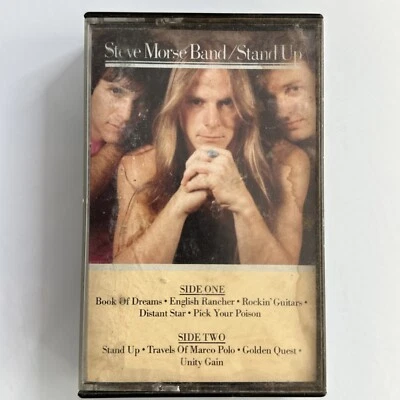 Steve Morse Band/Stand Up
SIDE ONE
Book Of Dreams • English Rancher • Rockin' Guitars •
Distant Star • Pick Your Poison
SIDE TWO
Stand Up • Travels Of Marco Polo • Golden Quest •
Unity Gain